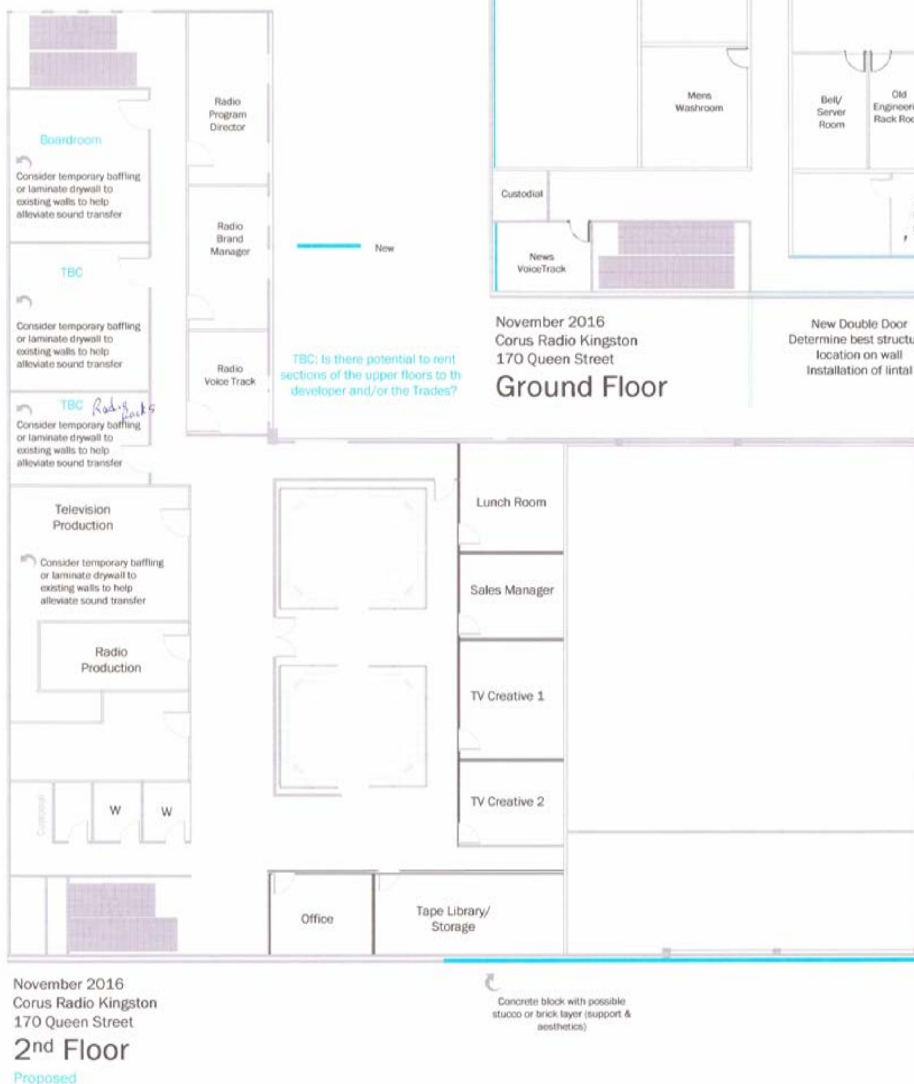 Radio
Program
Director
Boardroom
Consider temporary baffling
or laminate drywall to
existing walls to help
alleviate sound transfer
Radio
Brand
Manager
New
TBC
Consider temporary baffling
or laminate drywall to
existing walls to help
alleviate sound transfer
Radio
Voice Track
TBC: Is there potential to rent
sections of the upper floors to th
developer and/or the Trades?
TBC Radio
Racks
Consider temporary baffling
or laminate drywall to
existing walls to help
alleviate sound transfer
Mens
Washroom
Bell/
Server
Room
Old
Engineeri
Rack Roo
Custodial
News
VoiceTrack
November 2016
Corus Radio Kingston
170 Queen Street
Ground Floor
New Double Door
Determine best structu
location on wall
Installation of lintal
Television
Production
Consider temporary baffling
or laminate drywall to
existing walls to help
alleviate sound transfer
Radio
Production
Lunch Room
Sales Manager
TV Creative 1
TV Creative 2
Custodial
W
W
Office
Tape Library/
Storage
November 2016
Corus Radio Kingston
170 Queen Street
2nd Floor
Proposed
Concrete block with possible
stucco or brick layer (support &
aesthetics)